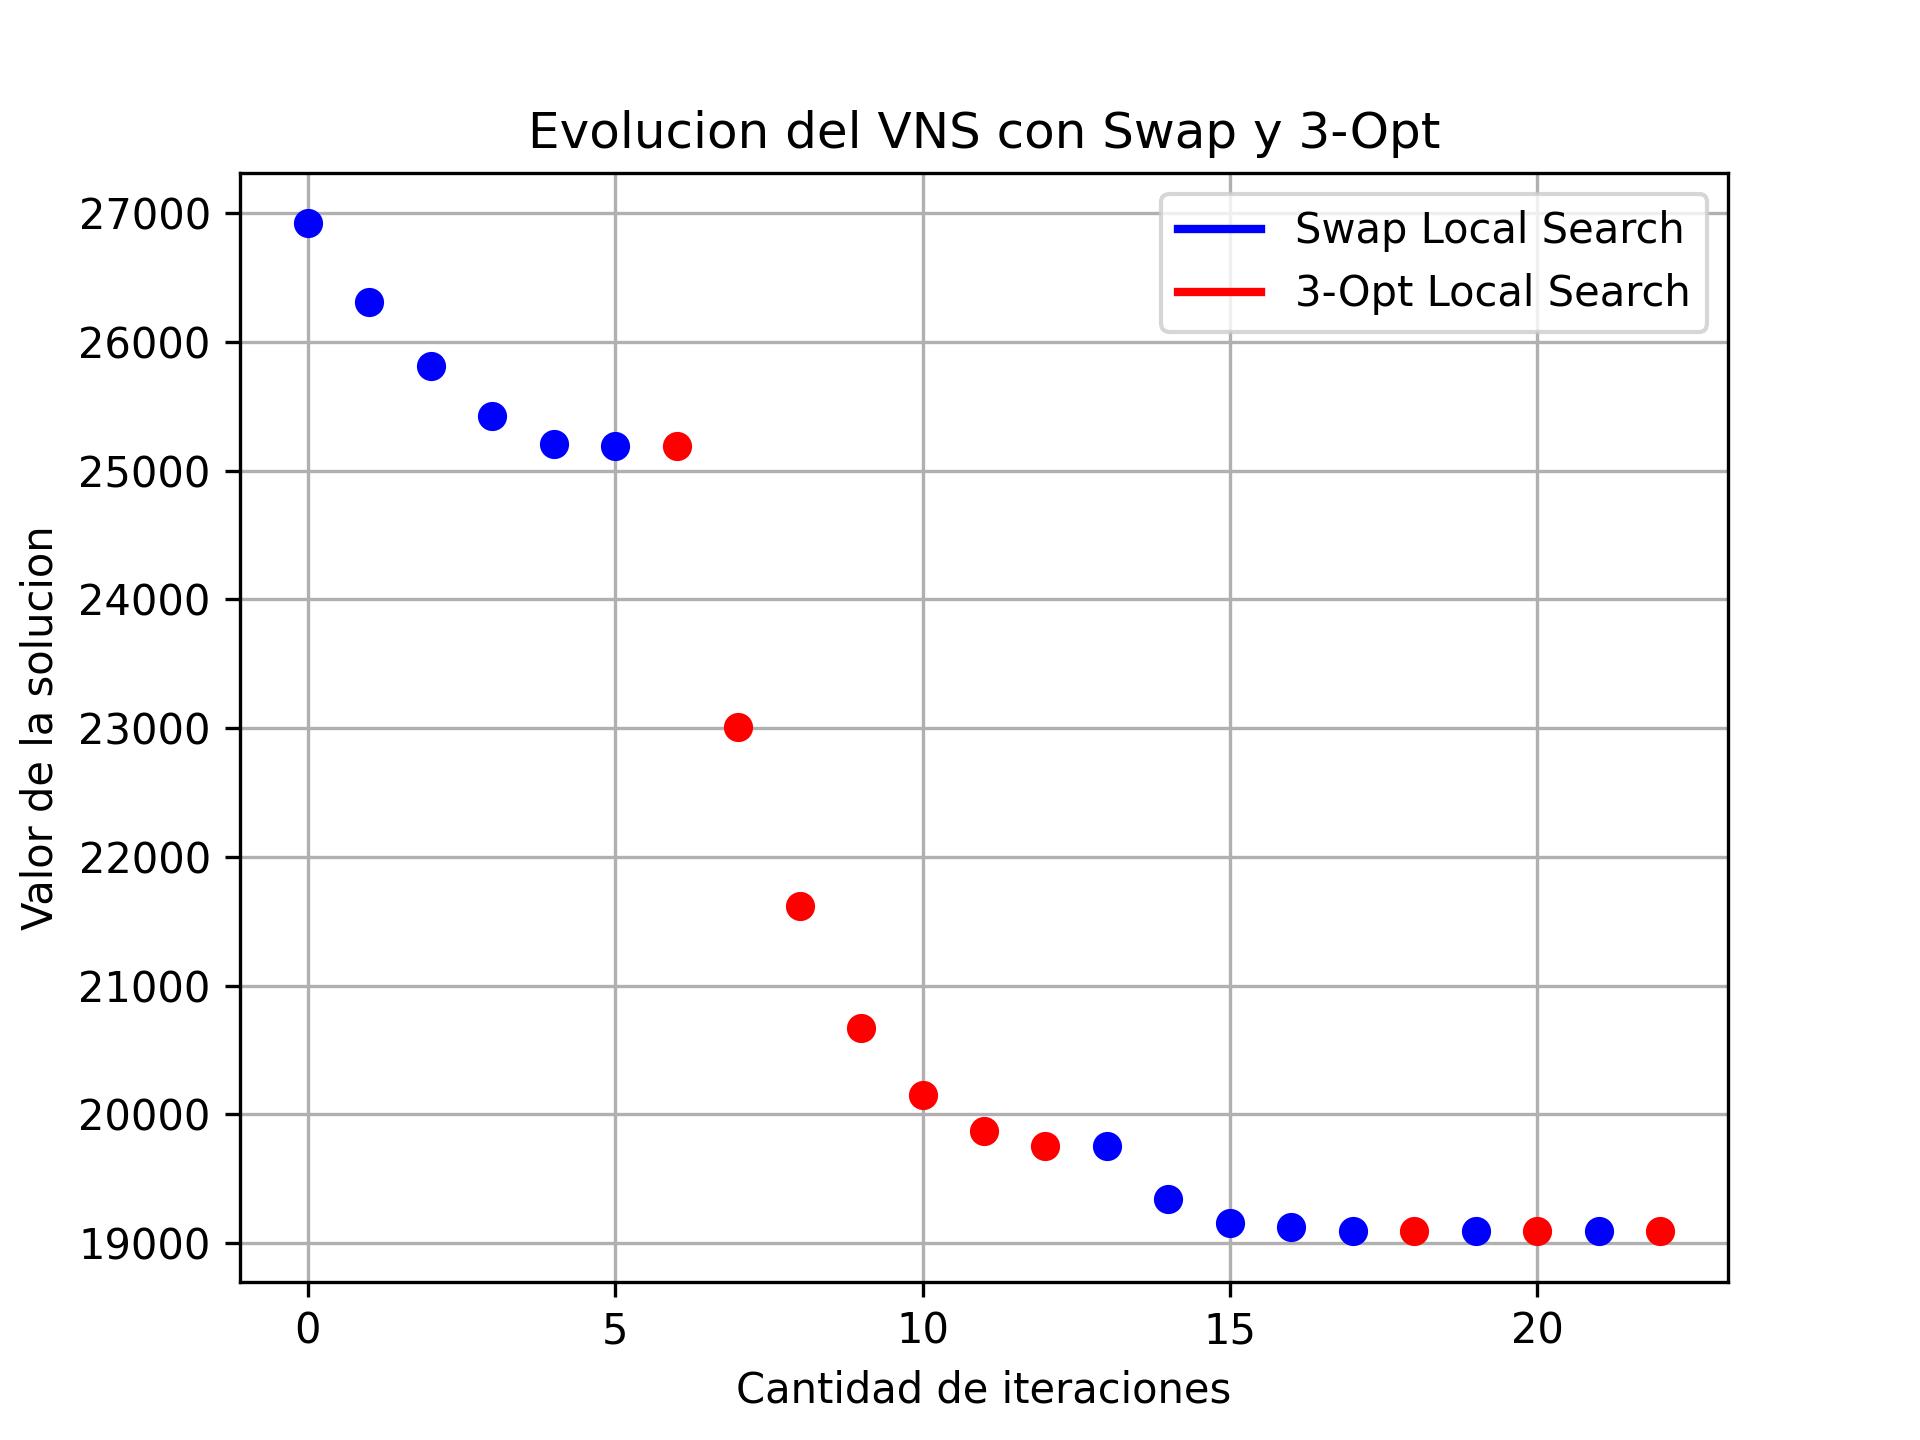 Evolucion del VNS con Swap y 3-Opt
Swap Local Search
3-Opt Local Search
27000
26000
25000
24000
23000
22000
21000
20000
19000
Valor de la solucion
0 5 10 15 20
Cantidad de iteraciones